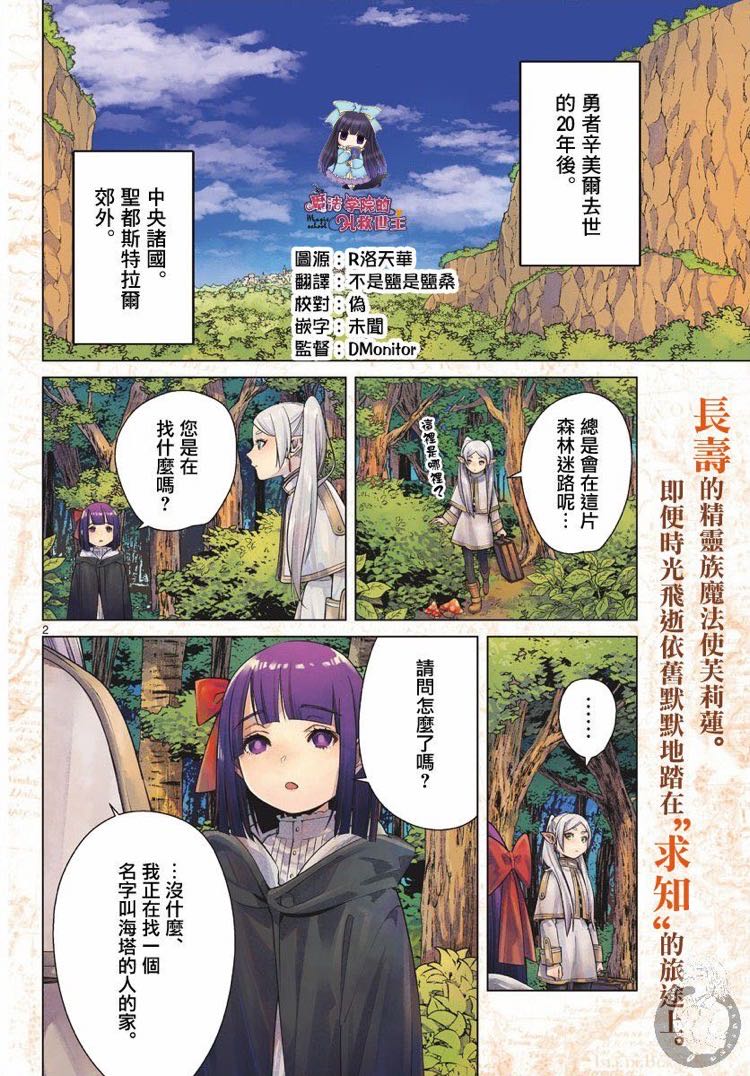 勇者辛美爾去世
的20年後。
中央諸國。
聖都斯特拉爾
郊外。
魔法學院的
H救世主
圖源：R洛天華
翻譯：不是鹽是鹽桑
校對：偽
嵌字：未聞
監督：DMonitor
長壽的精靈族魔法使芙莉蓮。
即便時光飛逝依舊默默地踏在”求知“的旅途上。
總是會在這片
森林迷路呢…
這裡是哪裡？
您是在
找什麼嗎？
2
……
請問怎麼了嗎？
…沒什麼、
我正在找一個
名字叫海塔的人的家。